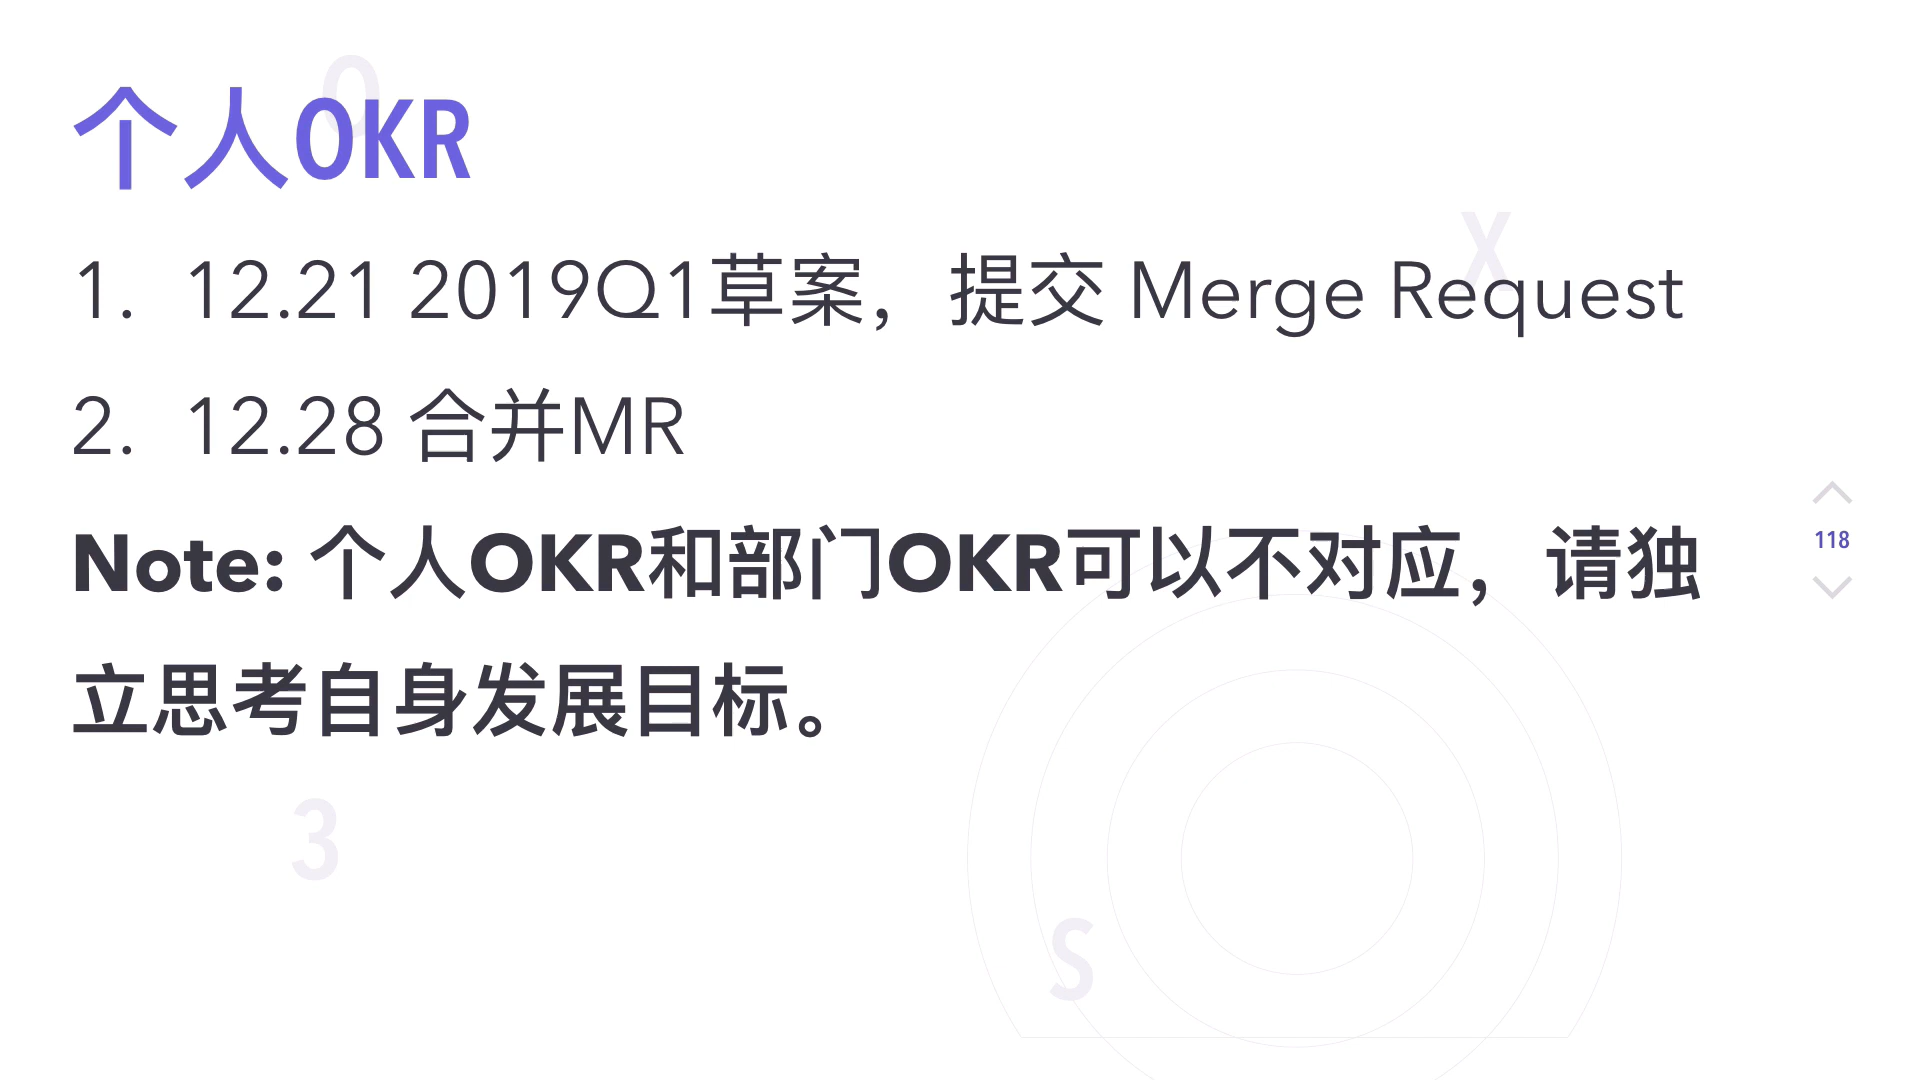 个人OKR
1. 12.21 2019Q1草案，提交 Merge Request
2. 12.28 合并MR
Note: 个人OKR和部门OKR可以不对应，请独
立思考自身发展目标。
118
O
X
3
S